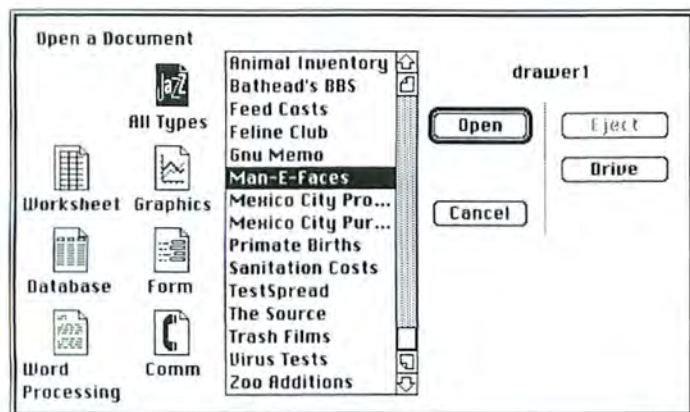 Open a Document
Jazz
All Types
Worksheet
Graphics
Database
Form
Word
Processing
Comm
Animal Inventory
Bathead's BBS
Feed Costs
Feline Club
Gnu Memo
Man-E-Faces
Mexico City Pro...
Mexico City Pur...
Primate Births
Sanitation Costs
TestSpread
The Source
Trash Films
Virus Tests
Zoo Additions
drawer1
Open
Eject
Drive
Cancel